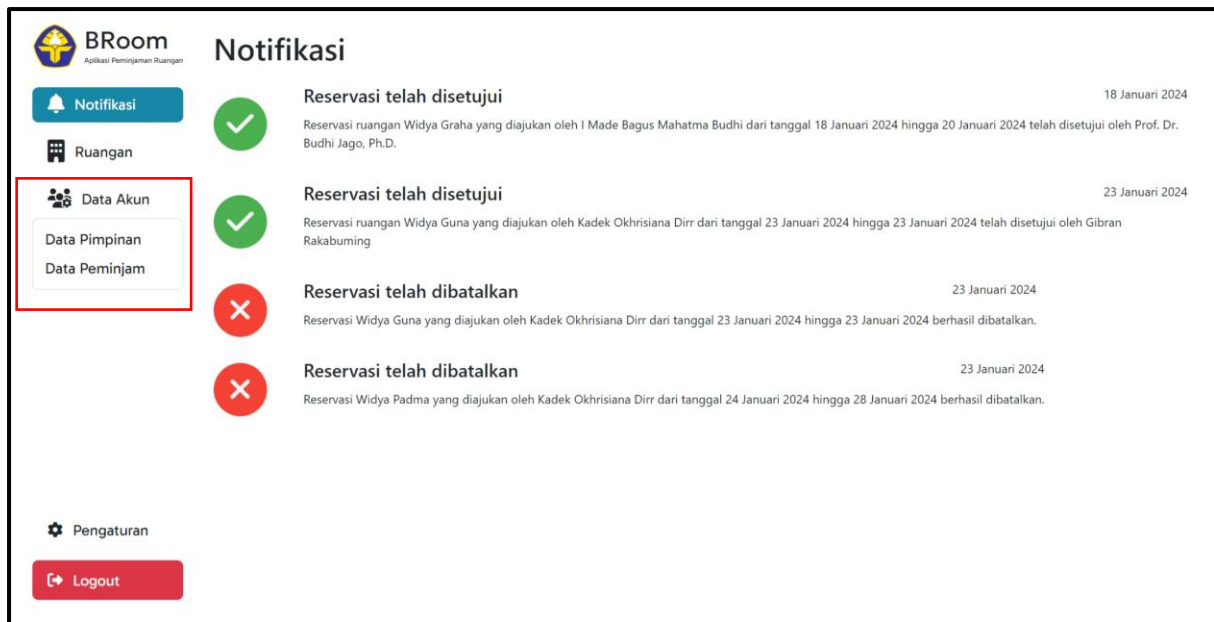 BRoom
Aplikasi Peminjaman Ruangan
Notifikasi
Ruangan
Data Akun
Data Pimpinan
Data Peminjam
Pengaturan
Logout
Notifikasi
Reservasi telah disetujui
18 Januari 2024
Reservasi ruangan Widya Graha yang diajukan oleh I Made Bagus Mahatma Budhi dari tanggal 18 Januari 2024 hingga 20 Januari 2024 telah disetujui oleh Prof. Dr.
Budhi Jago, Ph.D.
Reservasi telah disetujui
23 Januari 2024
Reservasi ruangan Widya Guna yang diajukan oleh Kadek Okhrisiana Dirr dari tanggal 23 Januari 2024 hingga 23 Januari 2024 telah disetujui oleh Gibran
Rakabuming
Reservasi telah dibatalkan
23 Januari 2024
Reservasi Widya Guna yang diajukan oleh Kadek Okhrisiana Dirr dari tanggal 23 Januari 2024 hingga 23 Januari 2024 berhasil dibatalkan.
Reservasi telah dibatalkan
23 Januari 2024
Reservasi Widya Padma yang diajukan oleh Kadek Okhrisiana Dirr dari tanggal 24 Januari 2024 hingga 28 Januari 2024 berhasil dibatalkan.